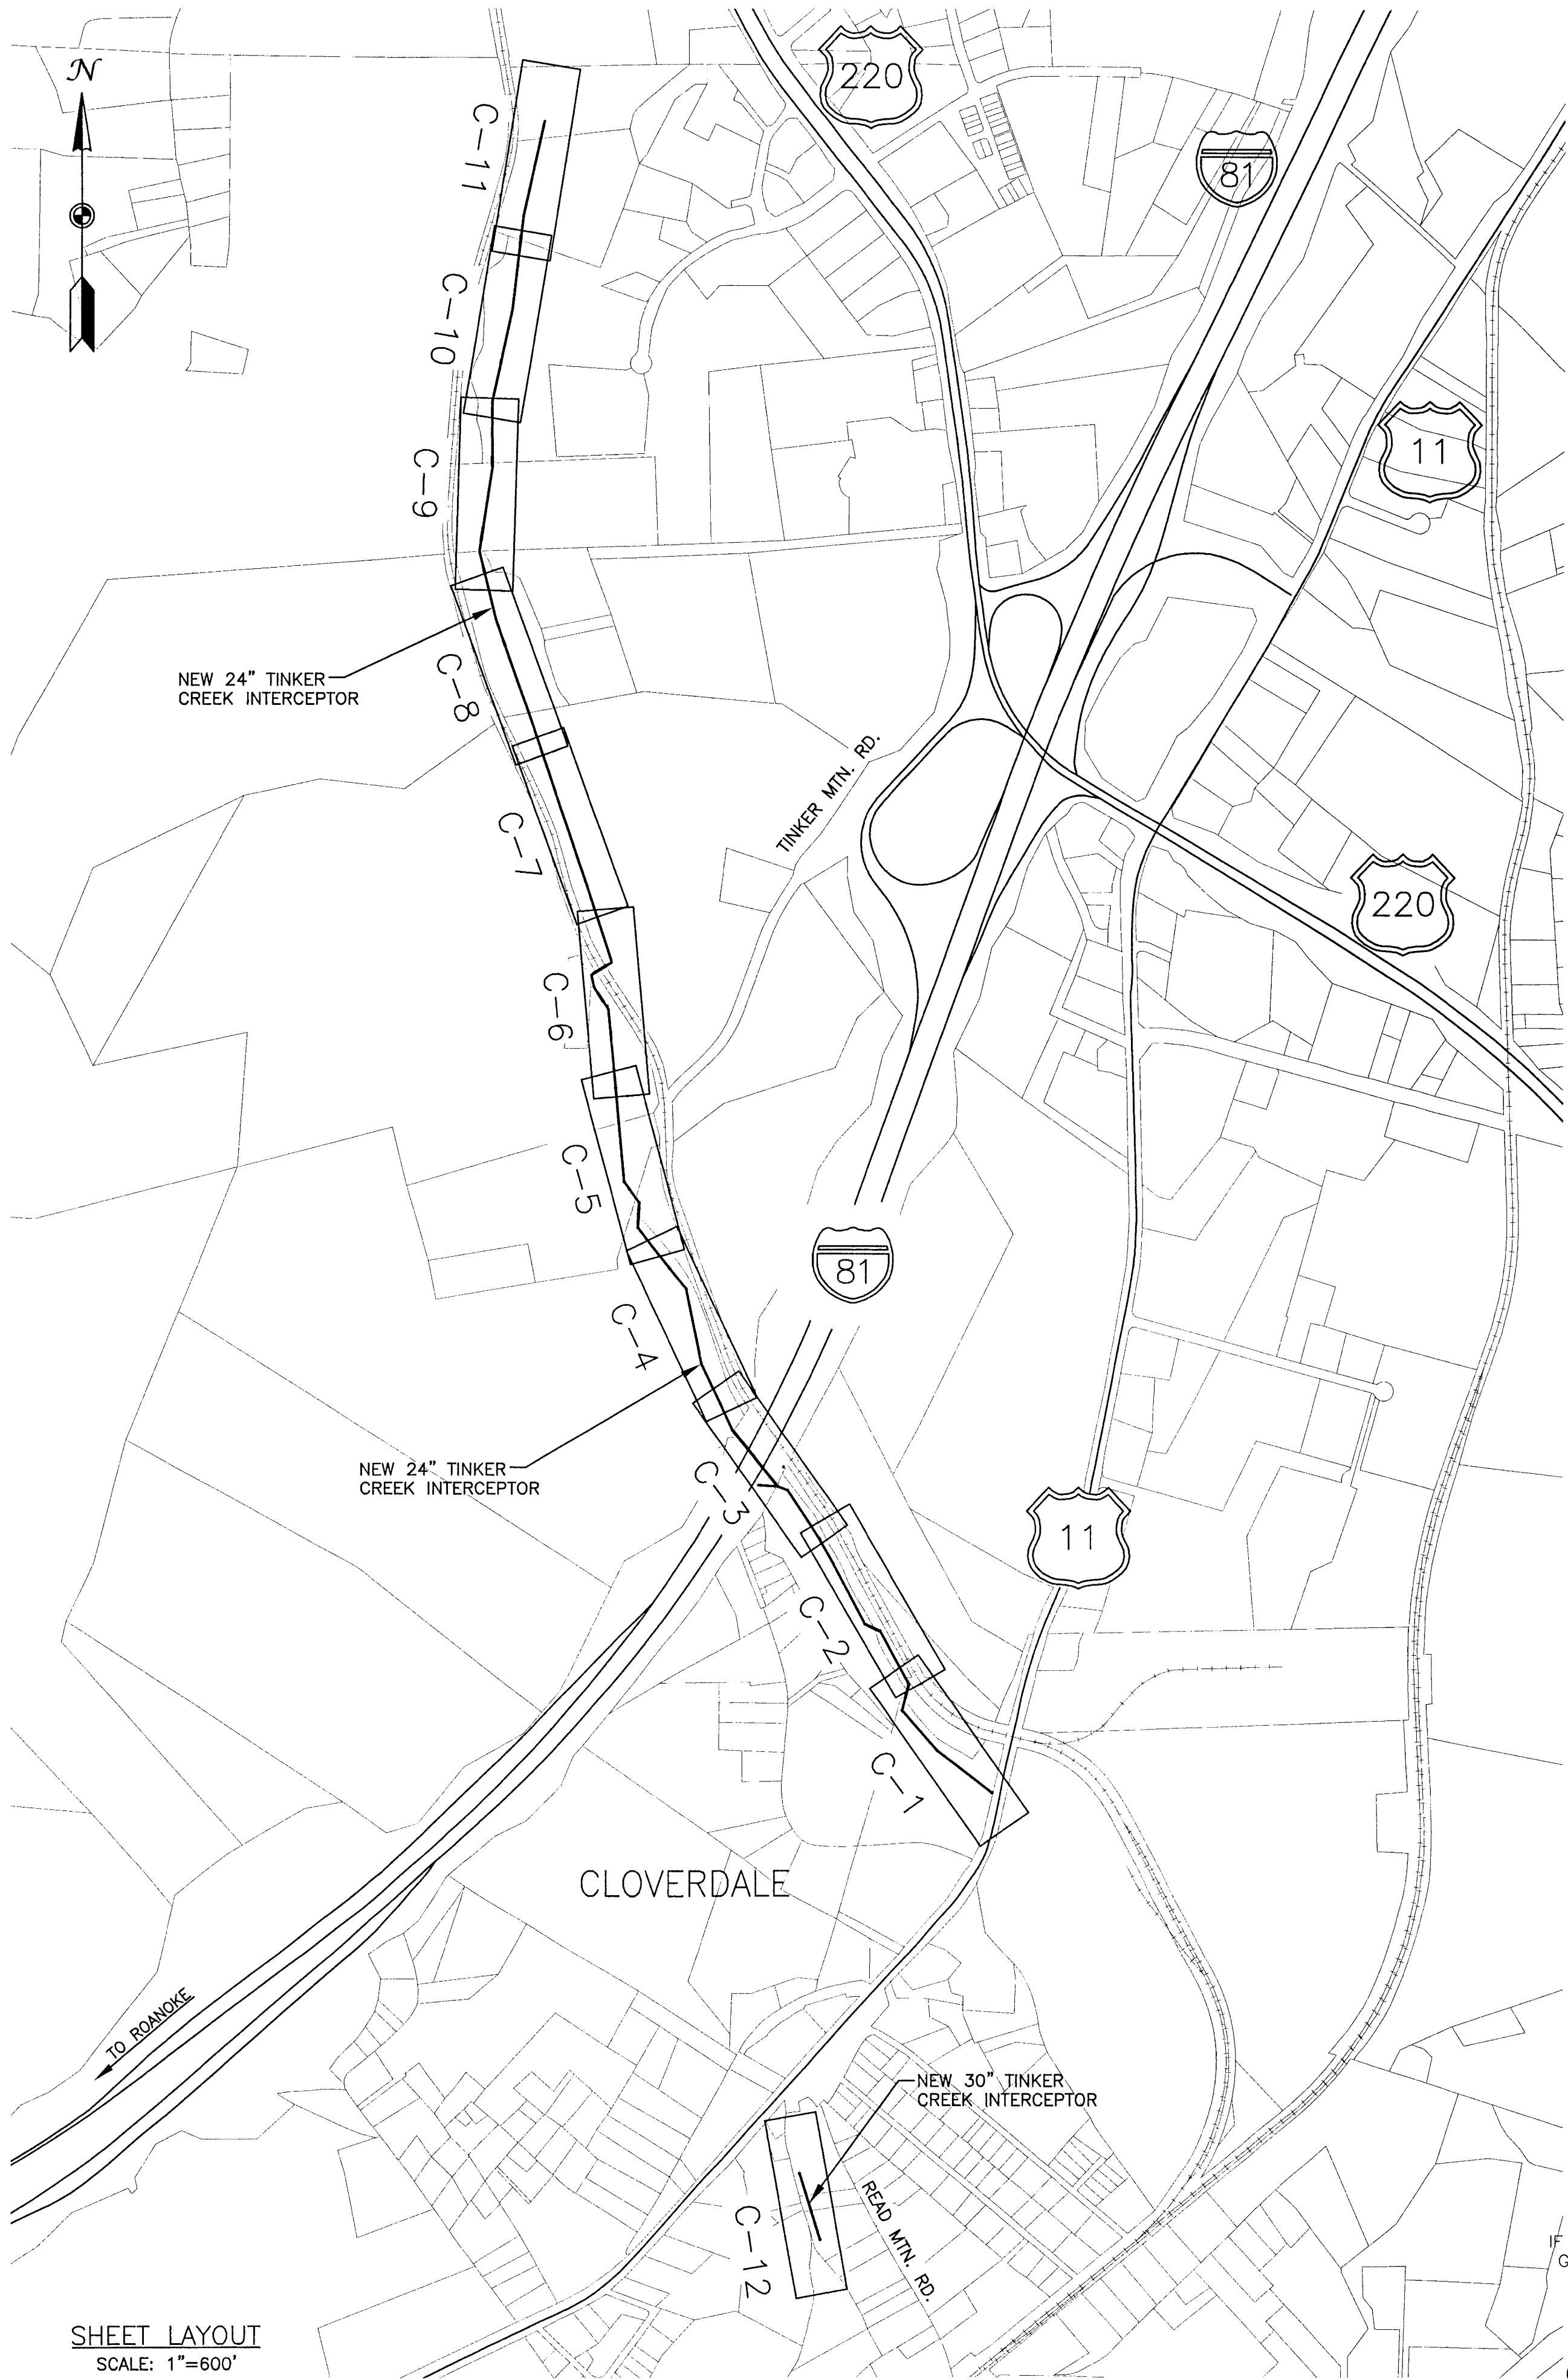 N
220
C-11
81
C-10
11
C-9
NEW 24" TINKER
CREEK INTERCEPTOR
C-8
TINKER MTN. RD.
C-7
220
C-6
C-5
81
C-4
NEW 24" TINKER
CREEK INTERCEPTOR
C-3
11
C-2
C-1
CLOVERDALE
TO ROANOKE
NEW 30" TINKER
CREEK INTERCEPTOR
READ MTN. RD.
C-12
IF
SHEET LAYOUT
SCALE: 1"=600'